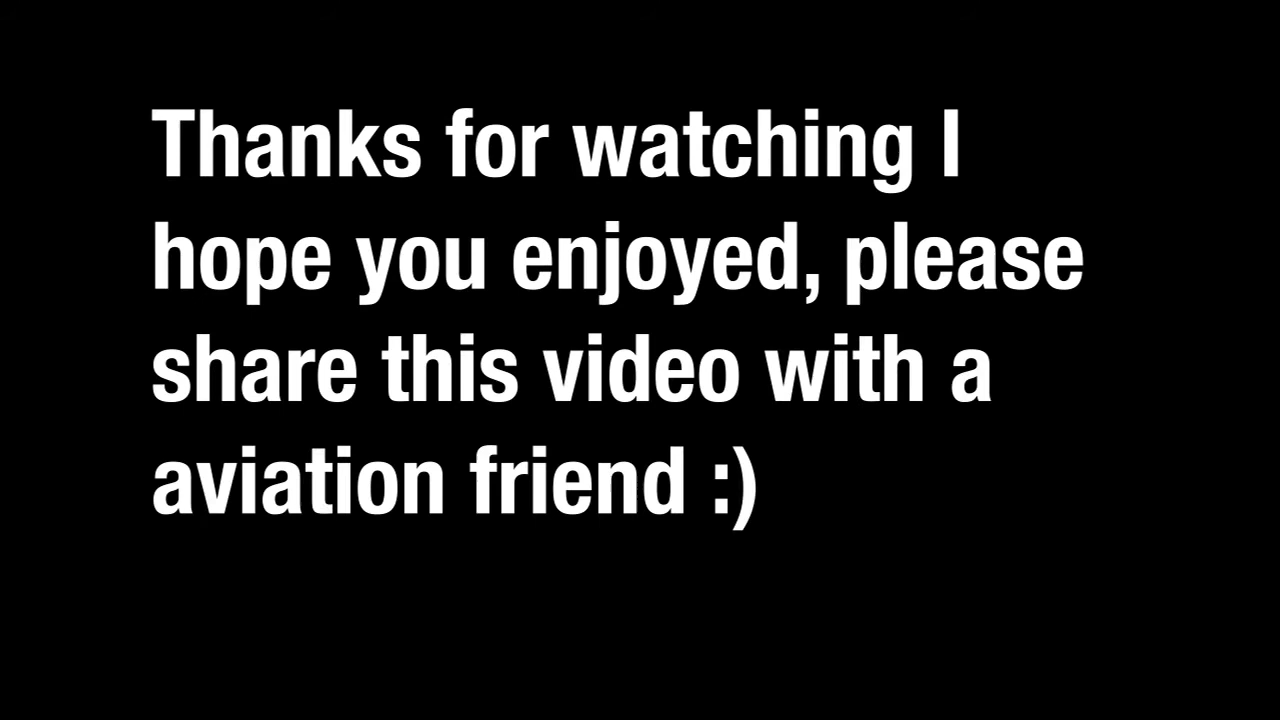 Thanks for watching I
hope you enjoyed, please
share this video with a
aviation friend :)